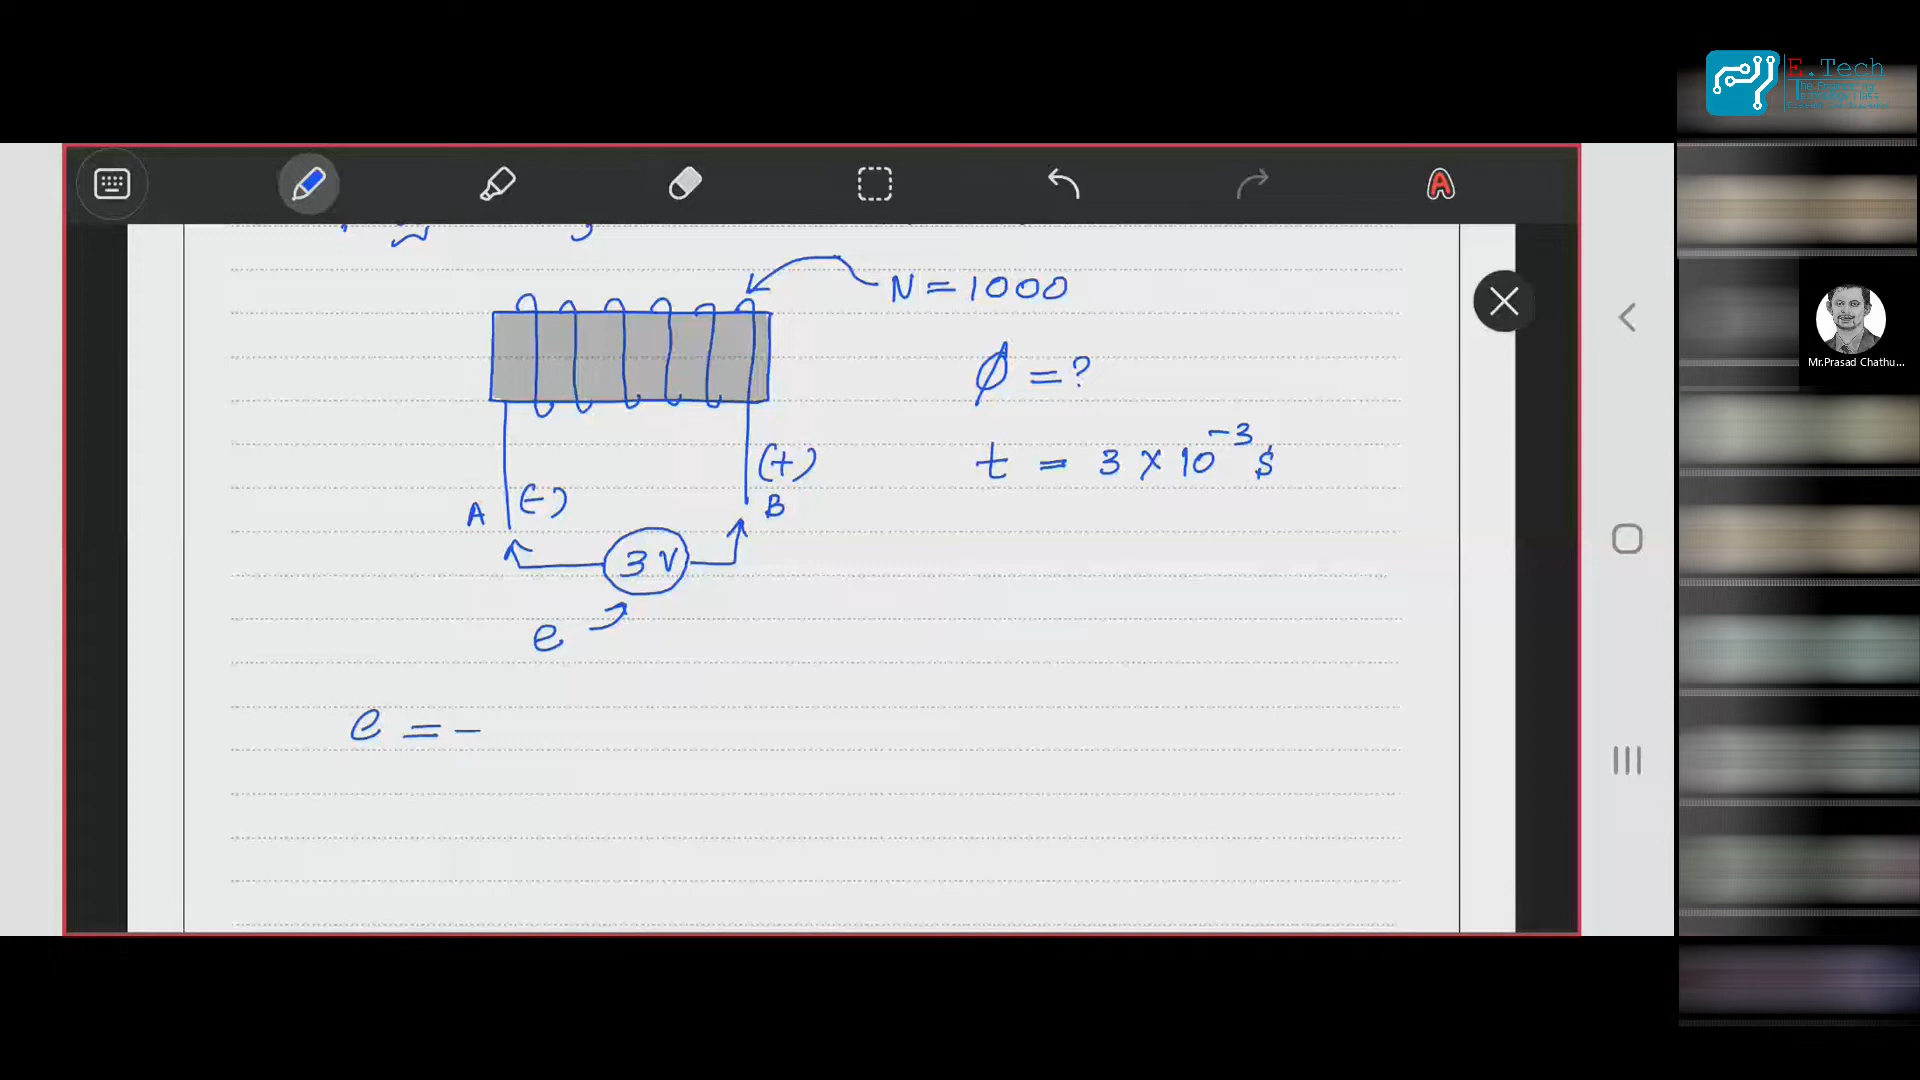 E.Tech
N = 1000
ϕ = ?
t = 3 × 10⁻³ s
(+)
A (-)
B
3 V
e
e = -
A
Mr.Prasad Chathu...